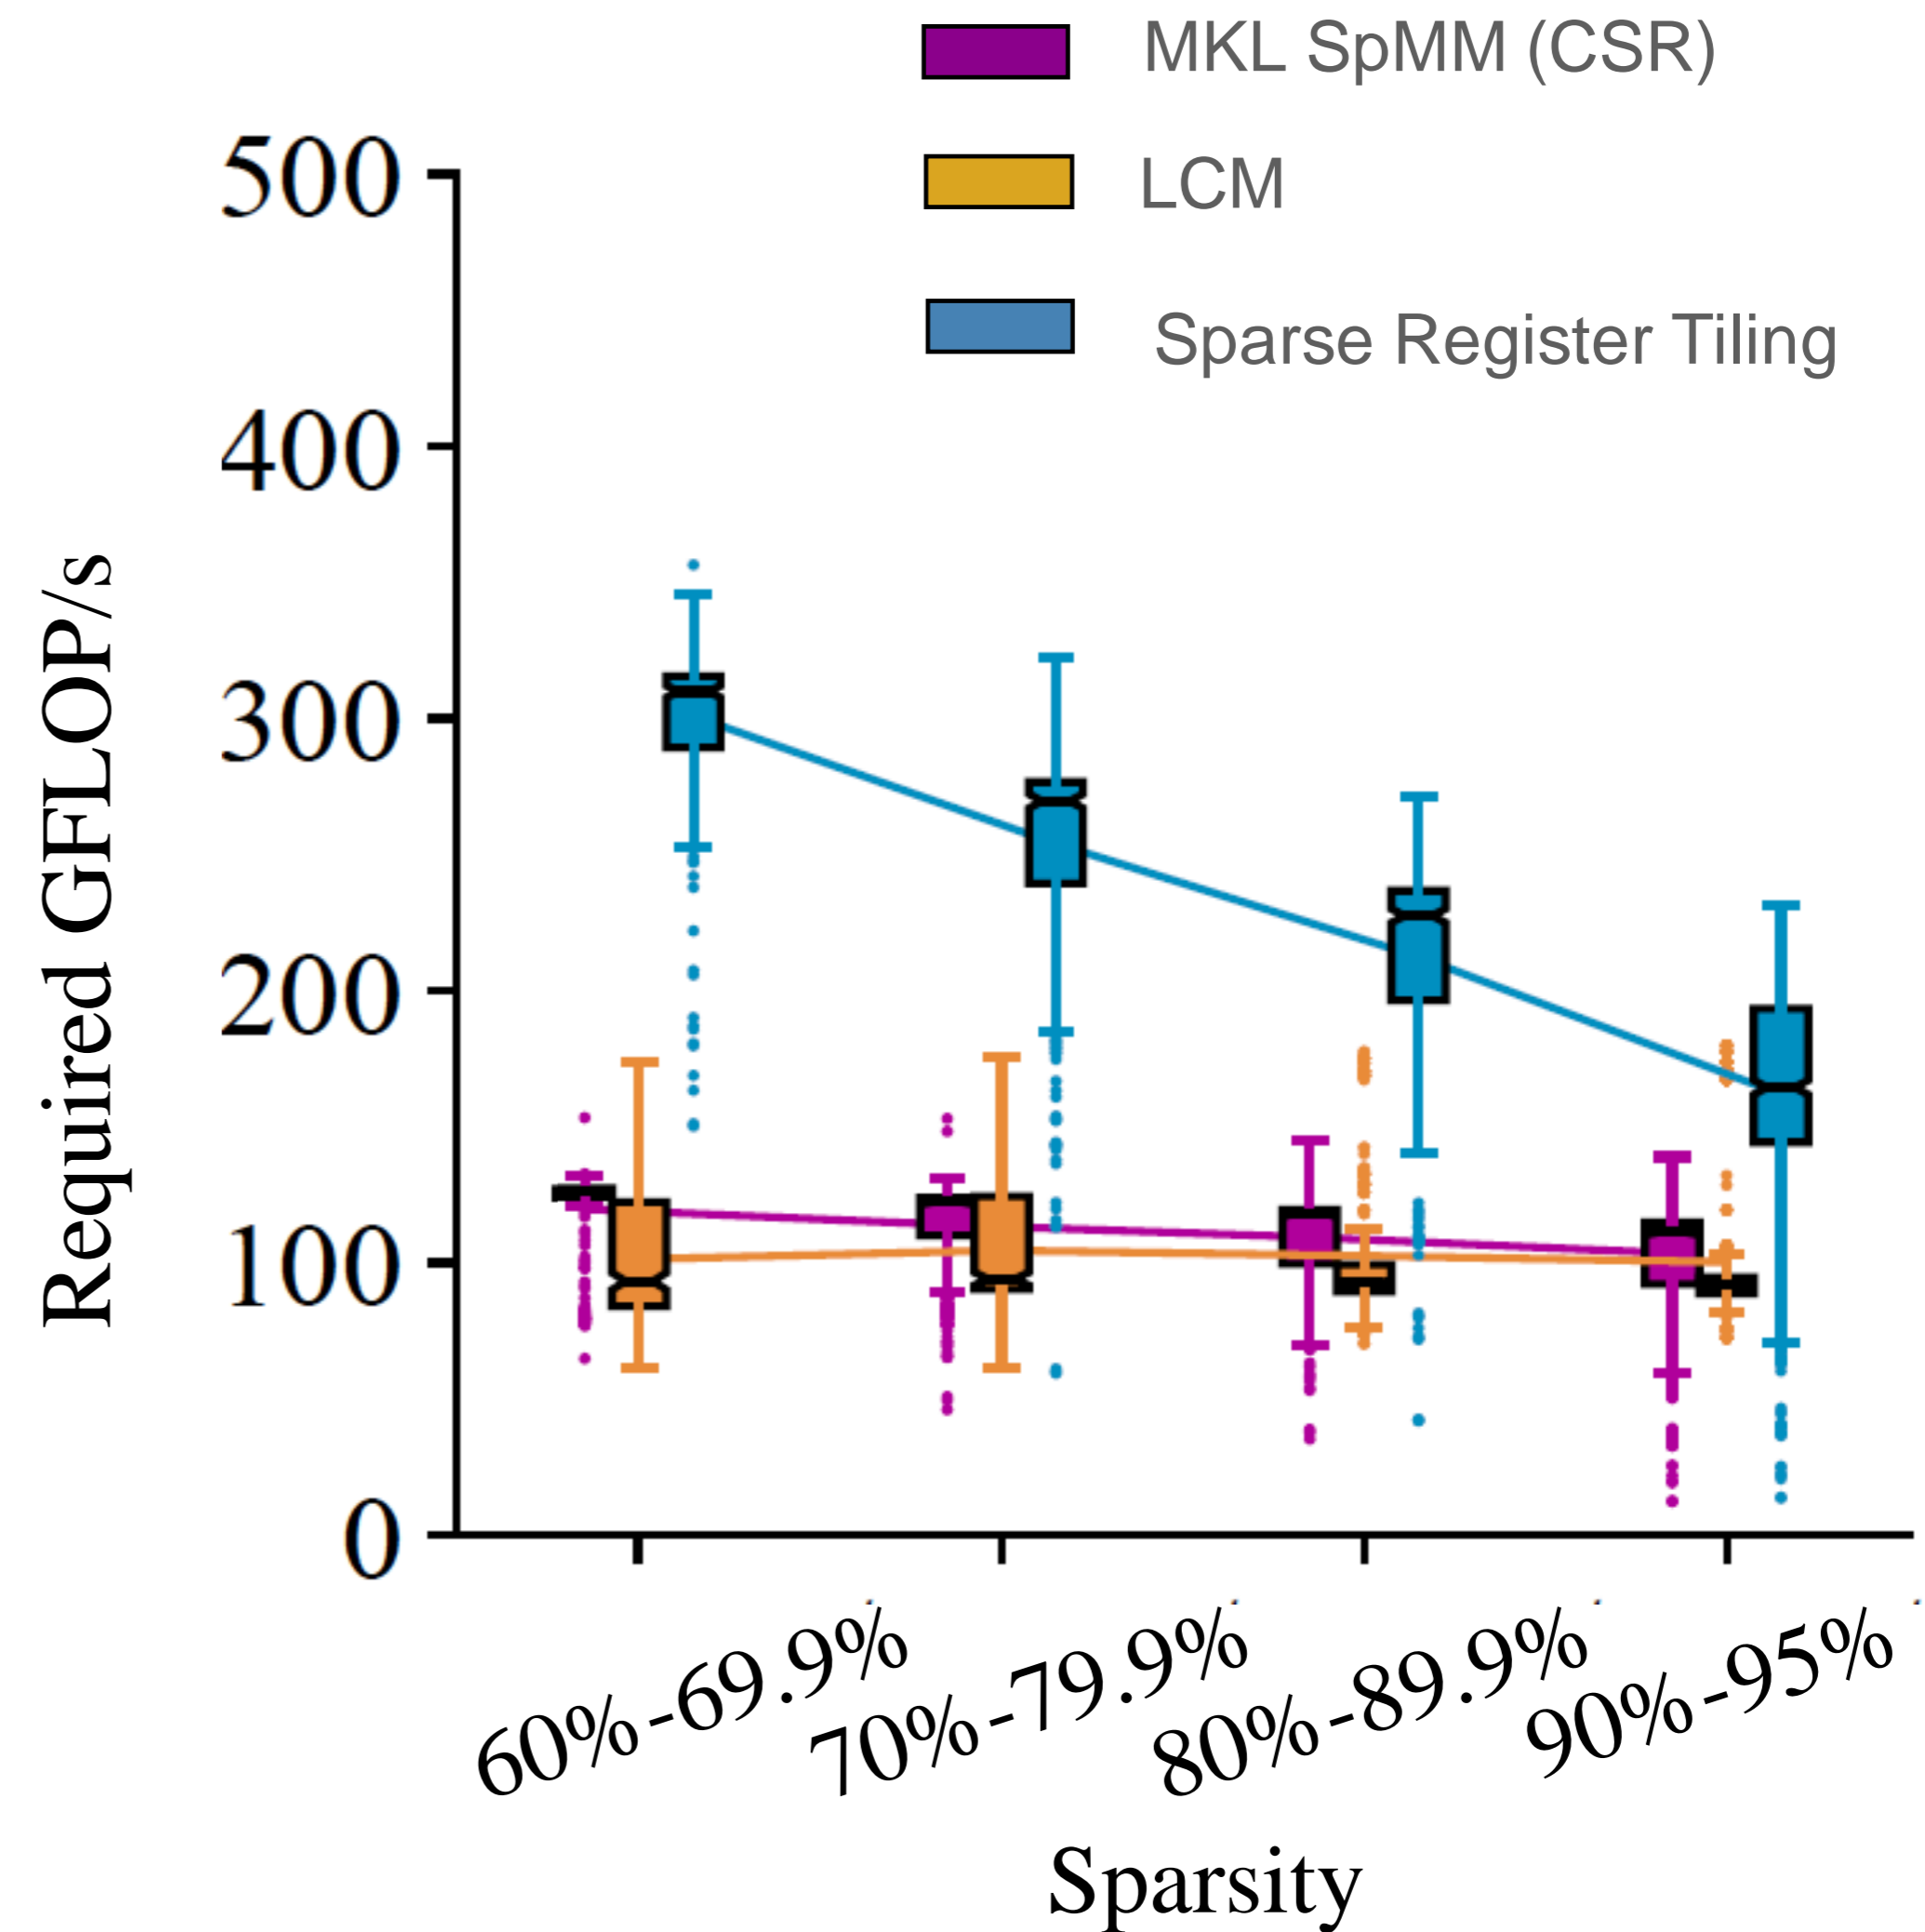 MKL SpMM (CSR)
LCM
Sparse Register Tiling
500
400
300
200
100
0
Required GFLOP/s
60%-69.9%
70%-79.9%
80%-89.9%
90%-95%
Sparsity